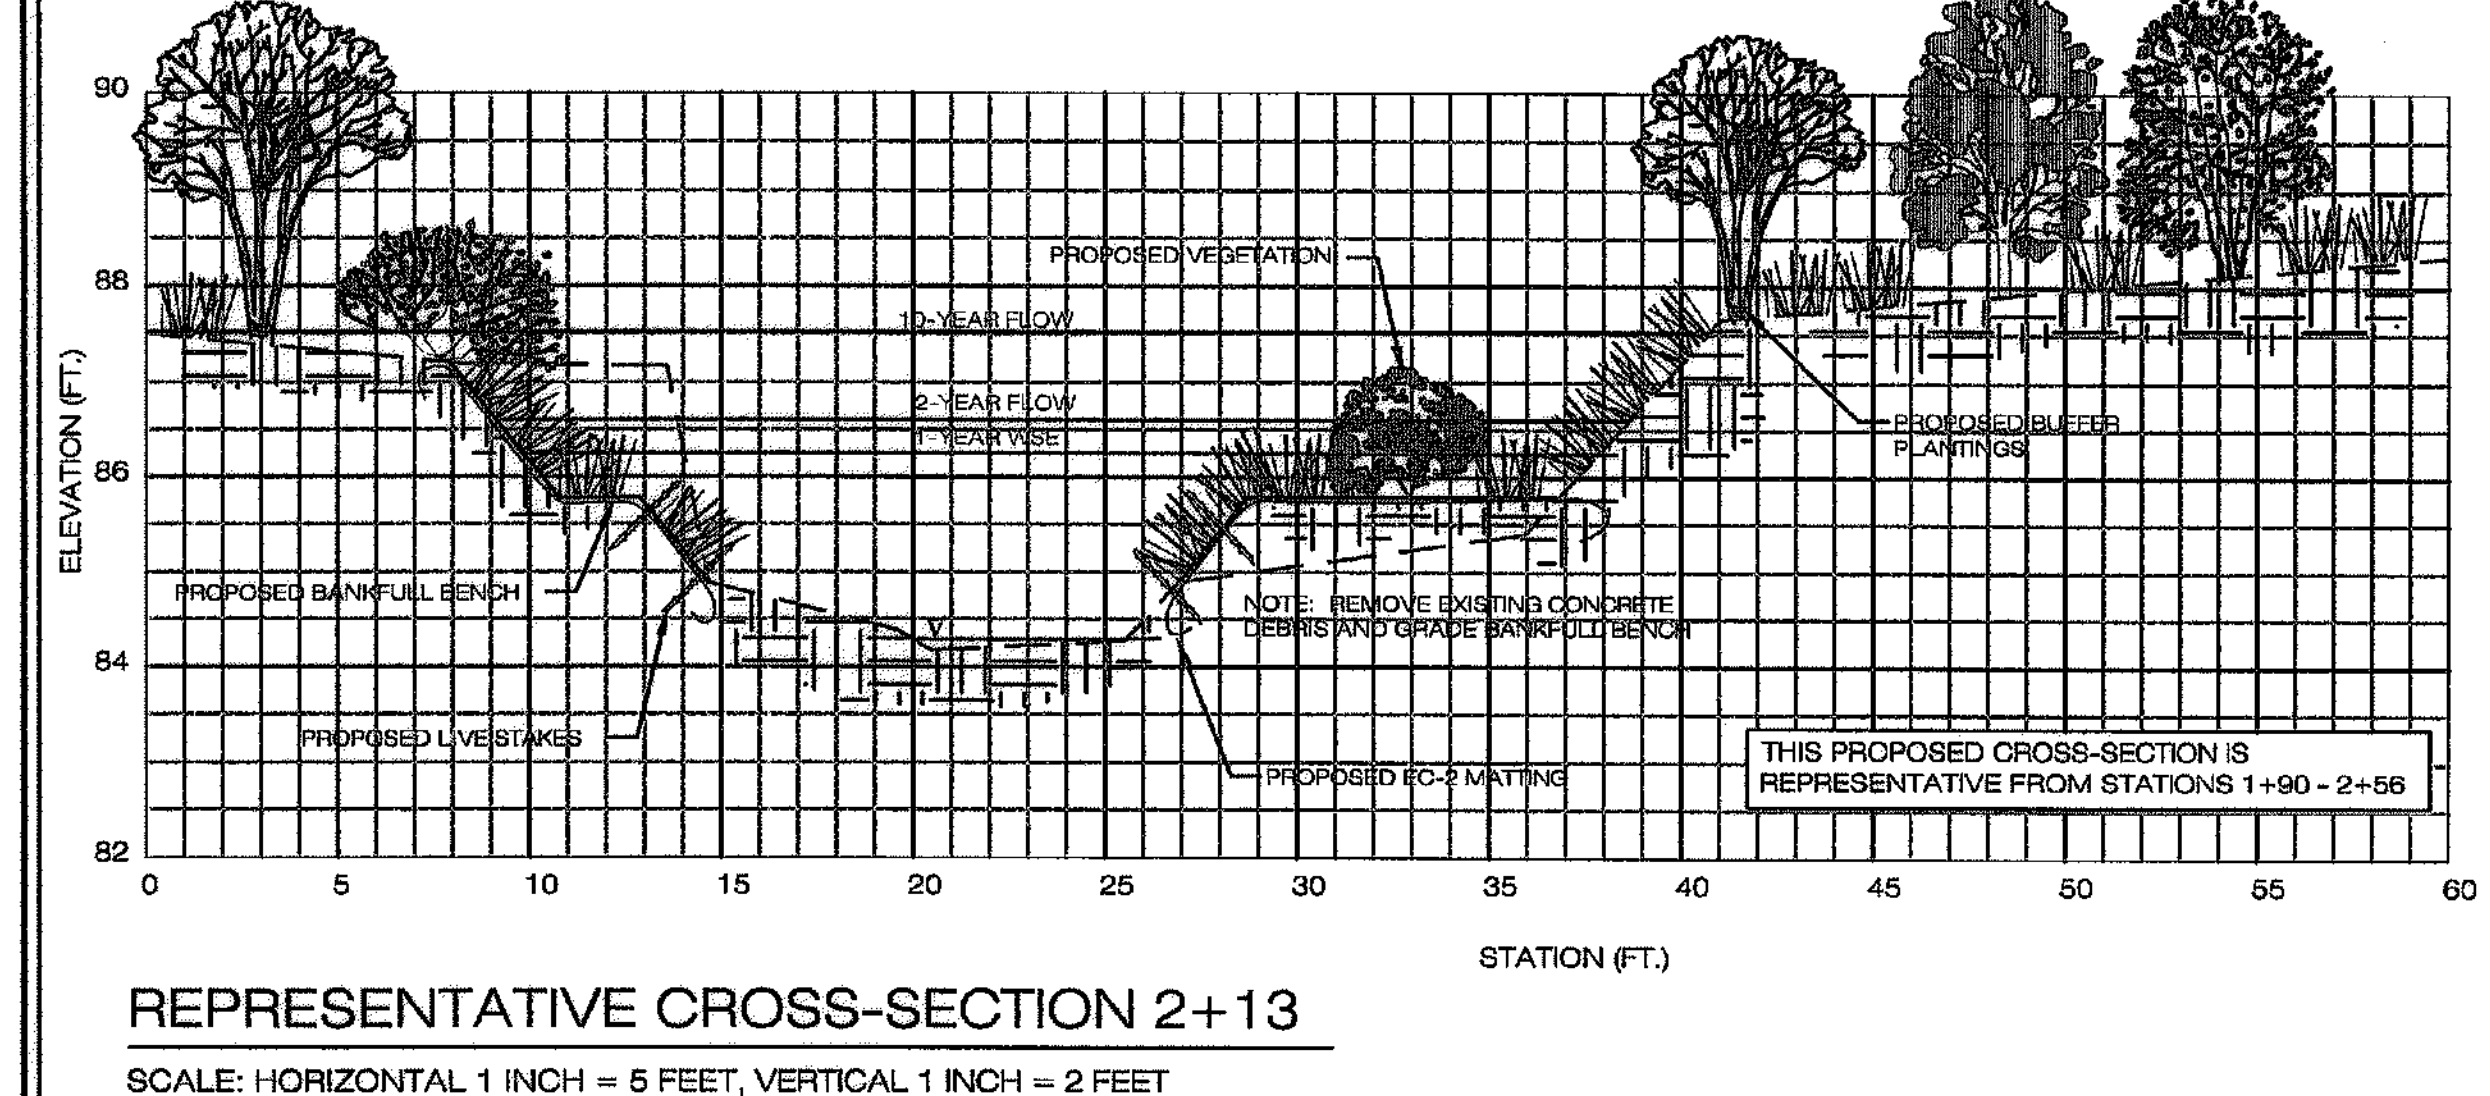 90
PROPOSED VEGETATION
88
10-YEAR FLOW
2-YEAR FLOW
1-YEAR WSE
PROPOSED BUFFER
PLANTINGS
86
ELEVATION (FT.)
PROPOSED BANKFULL BENCH
NOTE: REMOVE EXISTING CONCRETE
DEBRIS AND GRADE BANKFULL BENCH
84
PROPOSED LIVE STAKES
PROPOSED EC-2 MATTING
THIS PROPOSED CROSS-SECTION IS
REPRESENTATIVE FROM STATIONS 1+90 - 2+56
82
0 5 10 15 20 25 30 35 40 45 50 55 60
STATION (FT.)
REPRESENTATIVE CROSS-SECTION 2+13
SCALE: HORIZONTAL 1 INCH = 5 FEET, VERTICAL 1 INCH = 2 FEET